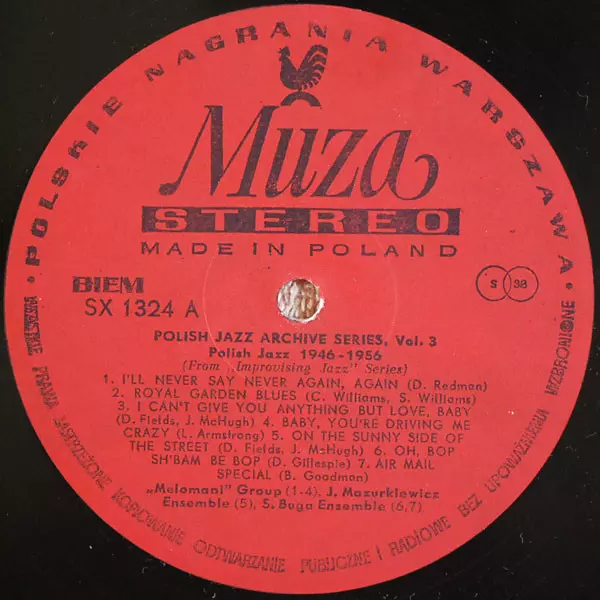 • POLSKIE NAGRANIA WARSZAWA •
Muza
STEREO
MADE IN POLAND
BIEM
SX 1324 A
S 38
POLISH JAZZ ARCHIVE SERIES, Vol. 3
Polish Jazz 1946-1956
(From „Improvising Jazz" Series)
1. I'LL NEVER SAY NEVER AGAIN, AGAIN (D. Redman)
2. ROYAL GARDEN BLUES (C. Williams, S. Williams)
3. I CAN'T GIVE YOU ANYTHING BUT LOVE, BABY
(D. Fields, J. McHugh) 4. BABY, YOU'RE DRIVING ME
CRAZY (L. Armstrong) 5. ON THE SUNNY SIDE OF
THE STREET (D. Fields, J. McHugh) 6. OH, BOP
SH'BAM BE BOP (D. Gillespie) 7. AIR MAIL
SPECIAL (B. Goodman)
„Melomani" Group (1-4), J. Mazurkiewicz
Ensemble (5), S. Buga Ensemble (6,7)
WSZYSTKIE PRAWA ZASTRZEŻONE KOPIOWANIE ODTWARZANIE PUBLICZNE I RADIOWE BEZ UPOWAŻNIENIA WZBRONIONE